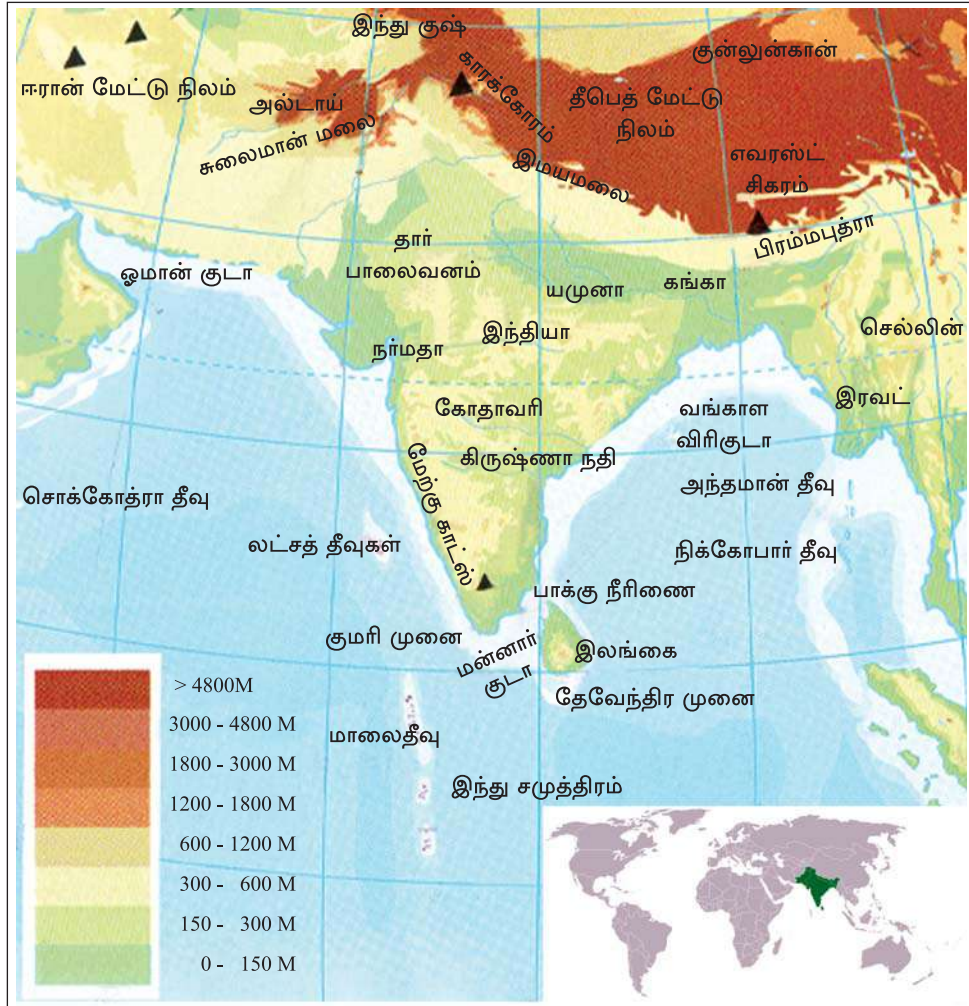 இந்து குஷ்
குன்லுன்கான்
ஈரான் மேட்டு நிலம்
அல்டாய்
காரக்கோரம்
தீபெத் மேட்டு
நிலம்
சுலைமான் மலை
இமயமலை
எவரஸ்ட்
சிகரம்
பிரம்மபுத்ரா
தார்
பாலைவனம்
ஓமான் குடா
யமுனா
கங்கா
இந்தியா
செல்லின்
நர்மதா
கோதாவரி
வங்காள
விரிகுடா
இரவட்
மேற்கு காட்ஸ்
கிருஷ்ணா நதி
சொக்கோத்ரா தீவு
அந்தமான் தீவு
லட்சத் தீவுகள்
நிக்கோபார் தீவு
பாக்கு நீரிணை
குமரி முனை
மன்னார்
குடா
இலங்கை
தேவேந்திர முனை
மாலைதீவு
இந்து சமுத்திரம்
> 4800M
3000 - 4800 M
1800 - 3000 M
1200 - 1800 M
600 - 1200 M
300 - 600 M
150 - 300 M
0 - 150 M